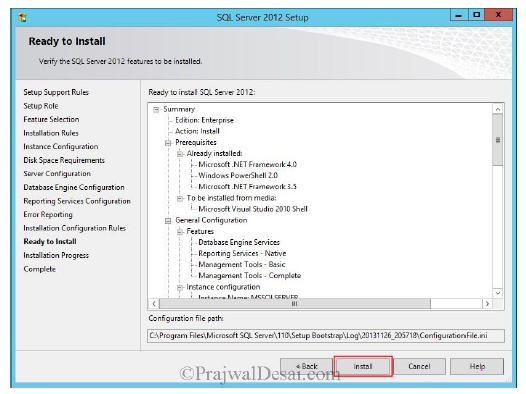 SQL Server 2012 Setup
Ready to Install
Verify the SQL Server 2012 features to be installed.
Setup Support Rules
Setup Role
Feature Selection
Installation Rules
Instance Configuration
Disk Space Requirements
Server Configuration
Database Engine Configuration
Reporting Services Configuration
Error Reporting
Installation Configuration Rules
Ready to Install
Installation Progress
Complete
Ready to install SQL Server 2012:
Summary
Edition: Enterprise
Action: Install
Prerequisites
Already installed:
Microsoft .NET Framework 4.0
Windows PowerShell 2.0
Microsoft .NET Framework 3.5
To be installed from media:
Microsoft Visual Studio 2010 Shell
General Configuration
Features
Database Engine Services
Reporting Services - Native
Management Tools - Basic
Management Tools - Complete
Instance configuration
Instance Name: MSSQLSERVER
Configuration file path:
C:\Program Files\Microsoft SQL Server\110\Setup Bootstrap\Log\20131126_205718\ConfigurationFile.ini
< Back
Install
Cancel
Help
©PrajwalDesai.com